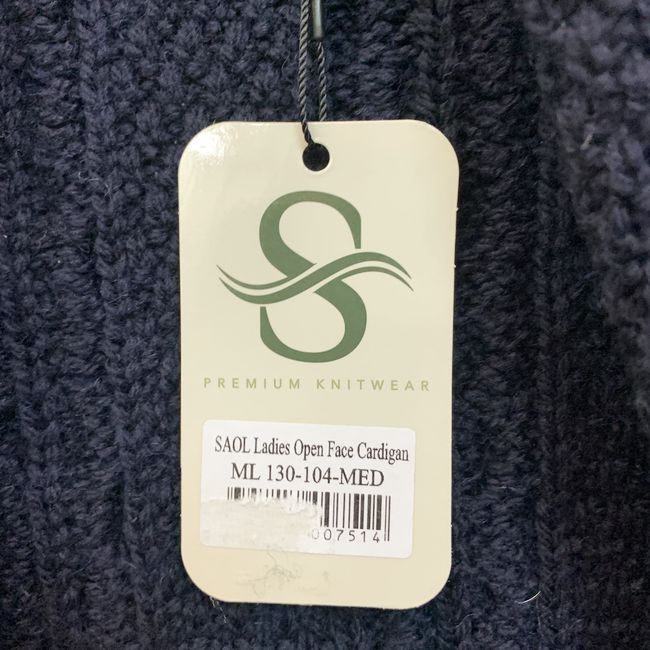 S
PREMIUM KNITWEAR
SAOL Ladies Open Face Cardigan
ML 130-104-MED
007514